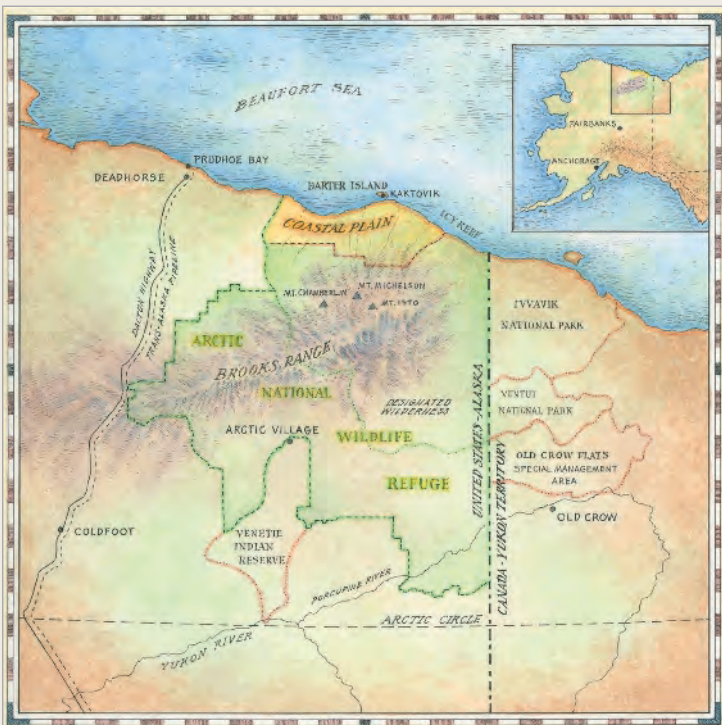 BEAUFORT SEA
FAIRBANKS
ANCHORAGE
PRUDHOE BAY
DEADHORSE
BARTER ISLAND
KAKTOVIK
COASTAL PLAIN
ICY REEF
DALTON HIGHWAY
TRANS-ALASKA PIPELINE
MT. CHAMBERLIN
MT. MICHELSON
MT. ISTO
IVVAVIK
NATIONAL PARK
ARCTIC
BROOKS RANGE
NATIONAL
DESIGNATED
WILDERNESS
VENTUT
NATIONAL PARK
ARCTIC VILLAGE
WILDLIFE
REFUGE
UNITED STATES-ALASKA
CANADA-YUKON TERRITORY
OLD CROW FLATS
SPECIAL MANAGEMENT
AREA
OLD CROW
COLDFOOT
VENETIE
INDIAN
RESERVE
PORCUPINE RIVER
ARCTIC CIRCLE
YUKON RIVER